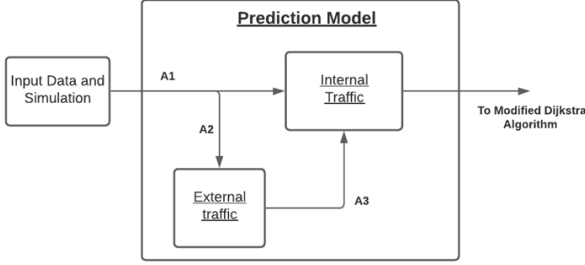 Prediction Model
Input Data and
Simulation
A1
Internal
Traffic
To Modified Dijkstra
Algorithm
A2
External
traffic
A3